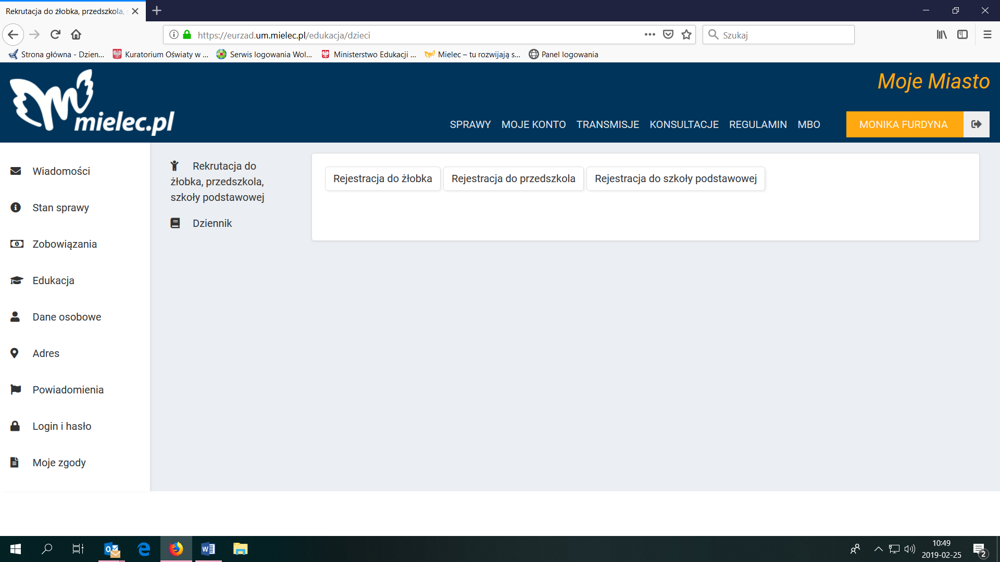 Rekrutacja do żłobka, przedszkola,
https://eurzad.um.mielec.pl/edukacja/dzieci
Szukaj
Strona główna - Dzien...
Kuratorium Oświaty w ...
Serwis logowania Wol...
Ministerstwo Edukacji ...
Mielec – tu rozwijają s...
Panel logowania
mielec.pl
Moje Miasto
SPRAWY MOJE KONTO TRANSMISJE KONSULTACJE REGULAMIN MBO
MONIKA FURDYNA
Wiadomości
Stan sprawy
Zobowiązania
Edukacja
Dane osobowe
Adres
Powiadomienia
Login i hasło
Moje zgody
Rekrutacja do
żłobka, przedszkola,
szkoły podstawowej
Dziennik
Rejestracja do żłobka
Rejestracja do przedszkola
Rejestracja do szkoły podstawowej
10:49
2019-02-25
2